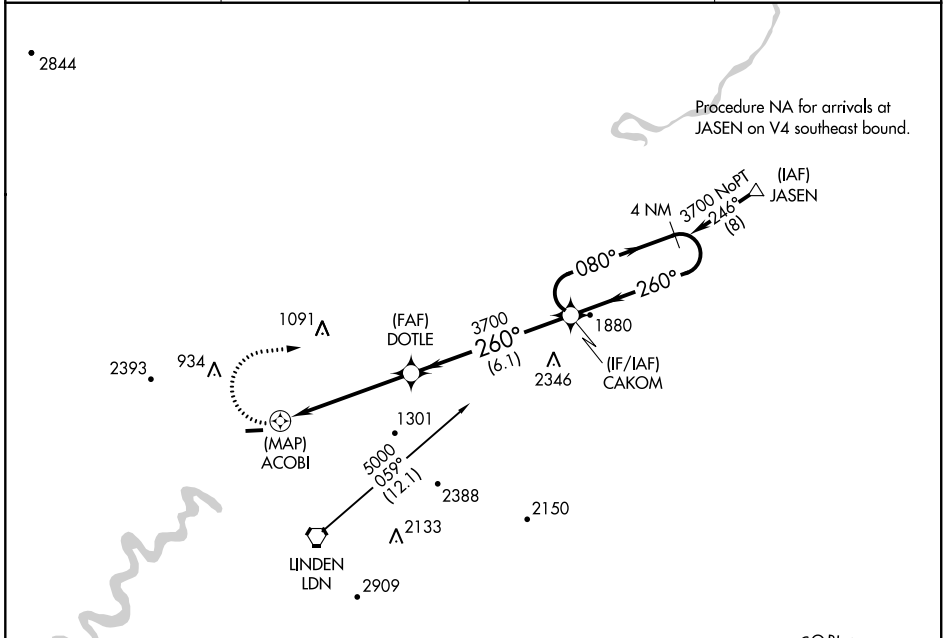 2844
Procedure NA for arrivals at
JASEN on V4 southeast bound.
(IAF)
JASEN
3700 NoPT
246°
(8)
4 NM
080°
260°
1880
(IF/IAF)
CAKOM
2346
3700
260°
(6.1)
(FAF)
DOTLE
1091
934
2393
(MAP)
ACOBI
1301
5000
059°
(12.1)
2388
2150
2133
LINDEN
LDN
2909